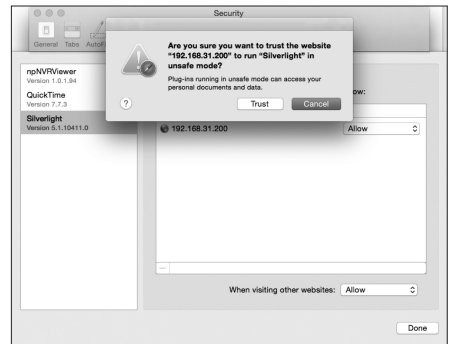 Security
General Tabs AutoF
Are you sure you want to trust the website
“192.168.31.200” to run “Silverlight” in
unsafe mode?
Plug-ins running in unsafe mode can access your
personal documents and data.
?
Trust
Cancel
npNVRViewer
Version 1.0.1.94
QuickTime
Version 7.7.3
Silverlight
Version 5.1.10411.0
ow:
192.168.31.200
Allow
When visiting other websites:
Allow
Done